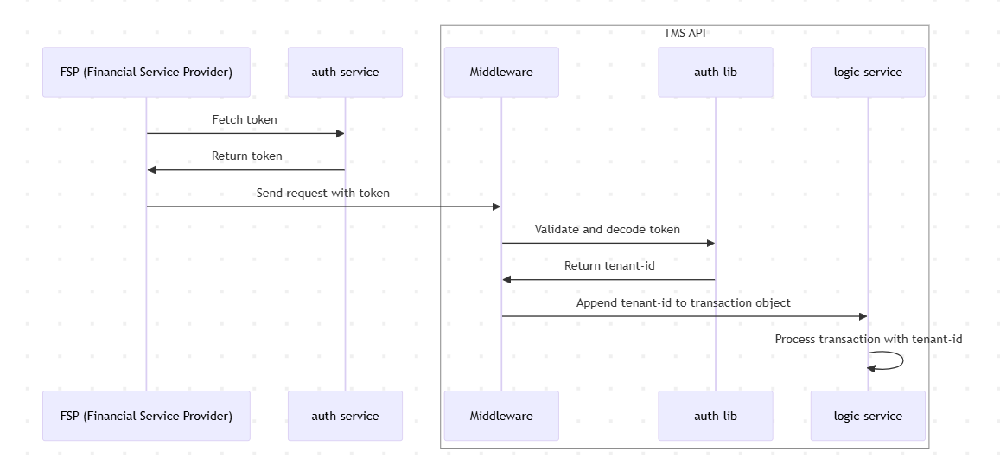 TMS API
FSP (Financial Service Provider)
auth-service
Middleware
auth-lib
logic-service
Fetch token
Return token
Send request with token
Validate and decode token
Return tenant-id
Append tenant-id to transaction object
Process transaction with tenant-id
FSP (Financial Service Provider)
auth-service
Middleware
auth-lib
logic-service